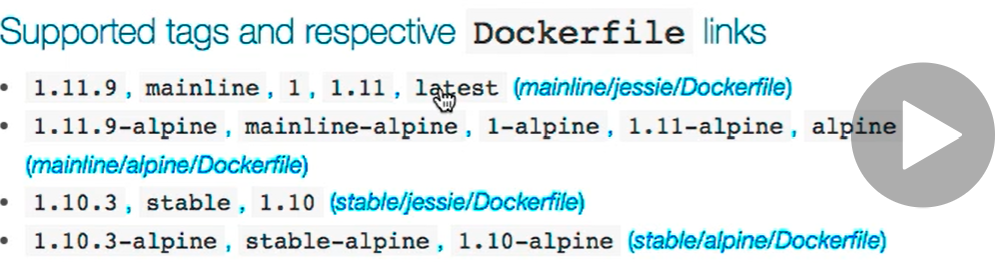 Supported tags and respective Dockerfile links
• 1.11.9, mainline, 1, 1.11, latest (mainline/jessie/Dockerfile)
• 1.11.9-alpine, mainline-alpine, 1-alpine, 1.11-alpine, alpine
(mainline/alpine/Dockerfile)
• 1.10.3, stable, 1.10 (stable/jessie/Dockerfile)
• 1.10.3-alpine, stable-alpine, 1.10-alpine (stable/alpine/Dockerfile)